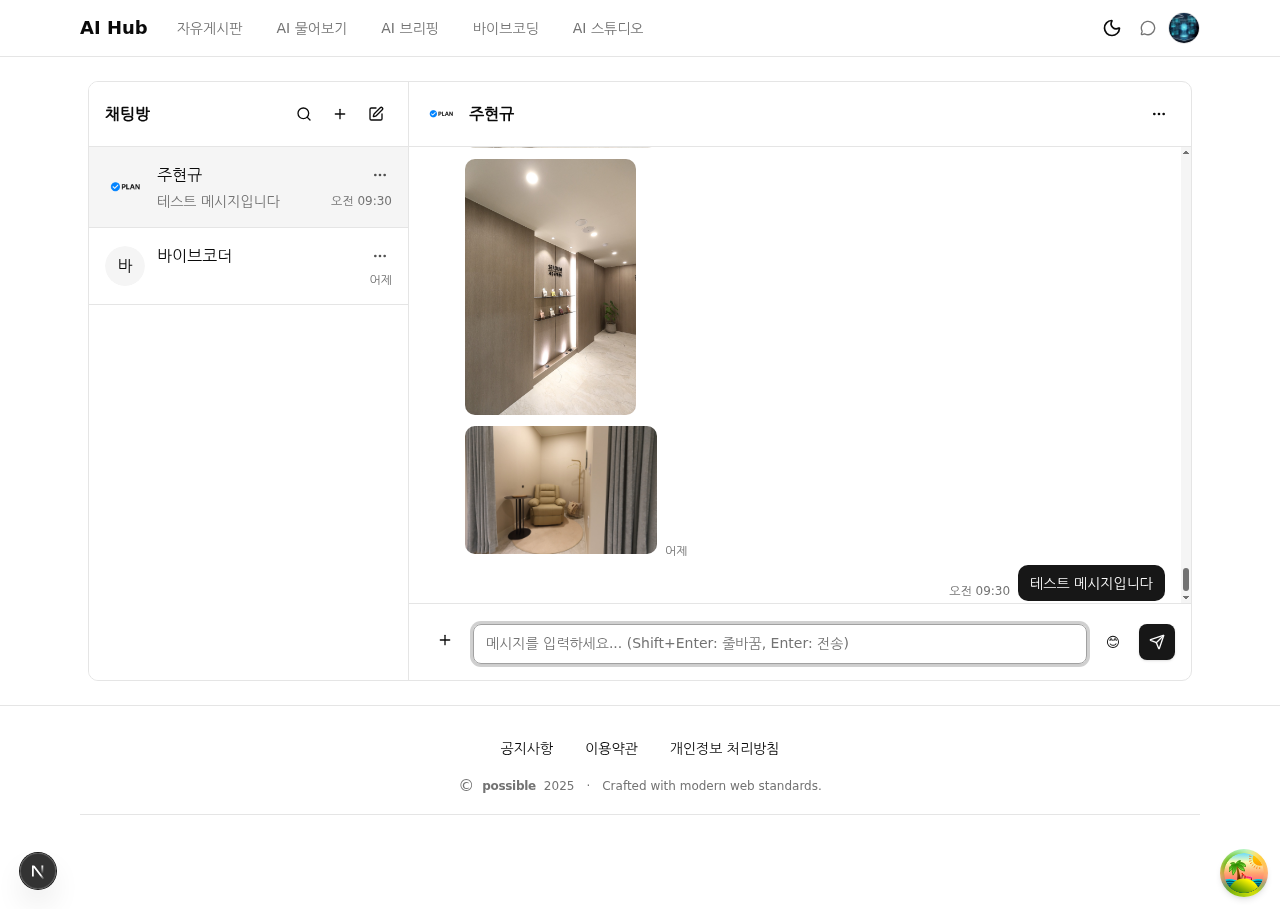 AI Hub 자유게시판 AI 물어보기 AI 브리핑 바이브코딩 AI 스튜디오
채팅방
PLAN 주현규
테스트 메시지입니다 오전 09:30
바 바이브코더
어제
PLAN 주현규
어제
오전 09:30 테스트 메시지입니다
메시지를 입력하세요... (Shift+Enter: 줄바꿈, Enter: 전송)
공지사항 이용약관 개인정보 처리방침
© possible 2025 · Crafted with modern web standards.
N